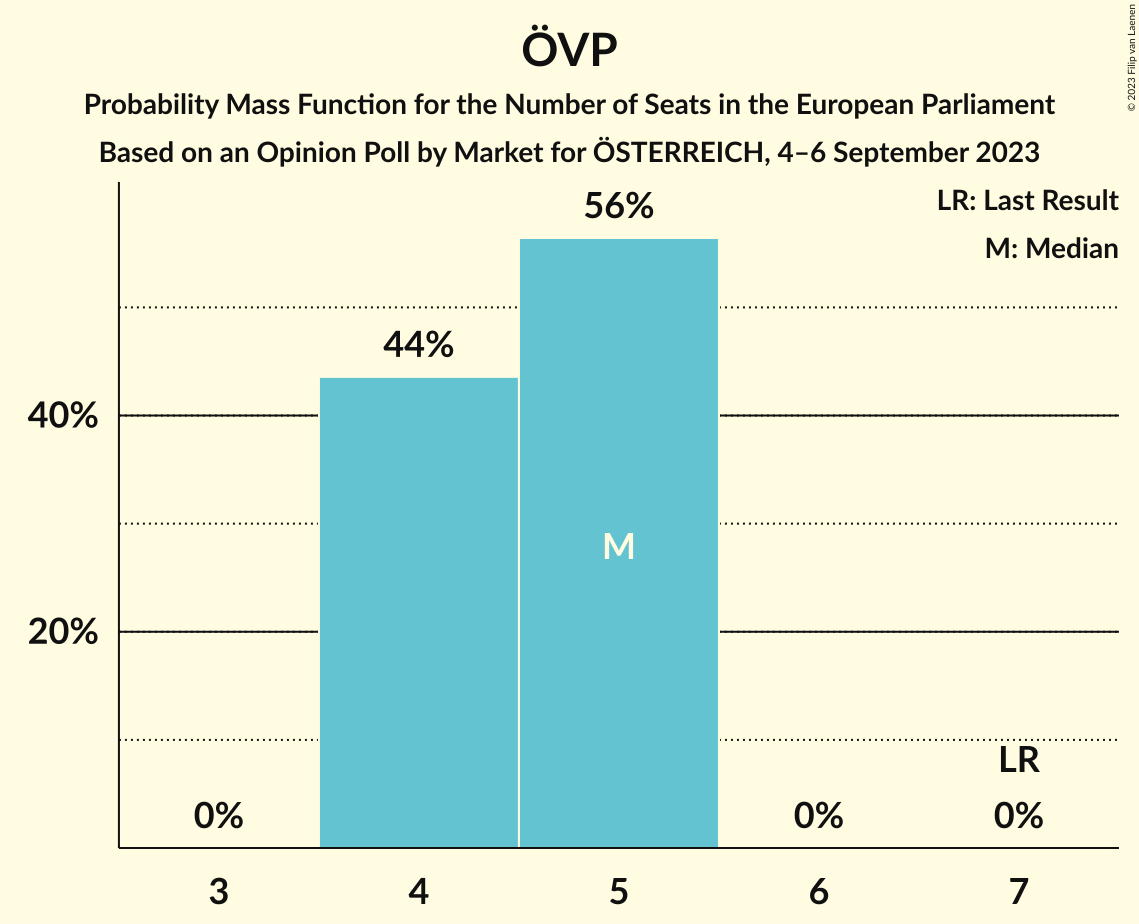 ÖVP
Probability Mass Function for the Number of Seats in the European Parliament
Based on an Opinion Poll by Market for ÖSTERREICH, 4–6 September 2023
© 2023 Filip van Laenen
LR: Last Result
M: Median
56%
44%
40%
M
20%
LR
0%
0%
0%
3
4
5
6
7